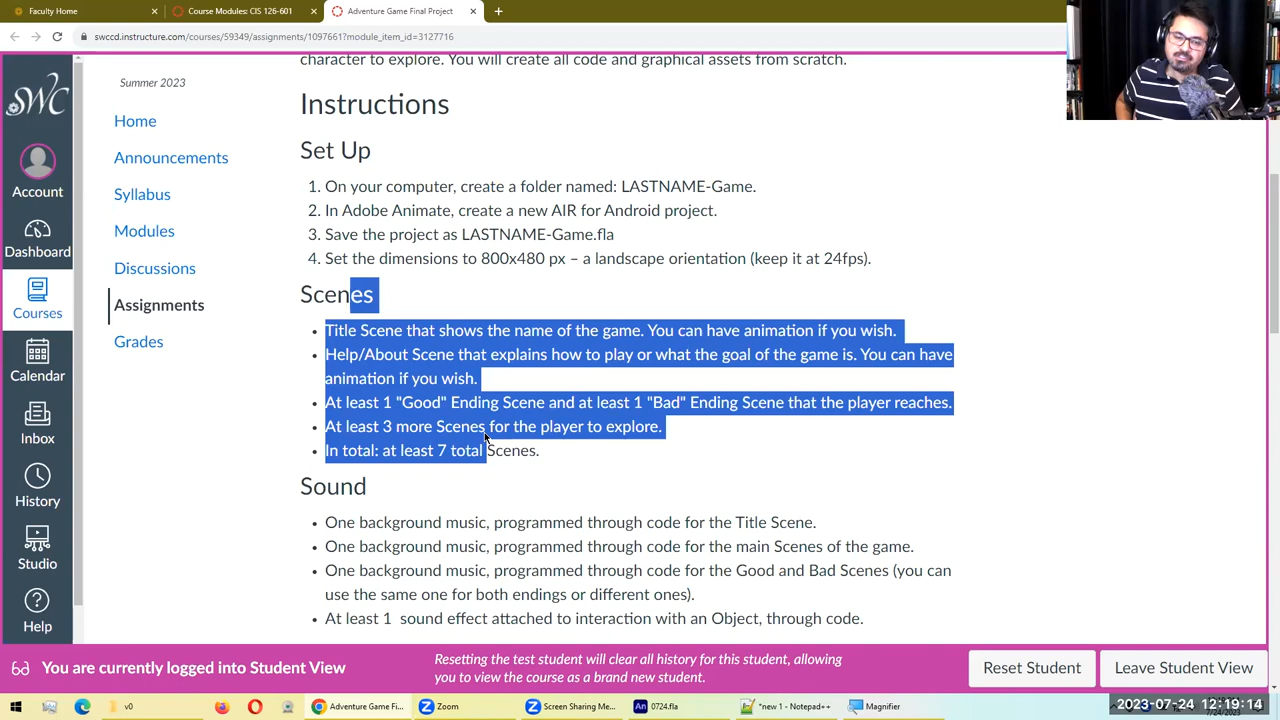 Faculty Home
Course Modules: CIS 126-601
Adventure Game Final Project
swccd.instructure.com/courses/59349/assignments/1097661?module_item_id=3127716
SWC
Account
Dashboard
Courses
Calendar
Inbox
History
Studio
Help
Summer 2023
Home
Announcements
Syllabus
Modules
Discussions
Assignments
Grades
character to explore. You will create all code and graphical assets from scratch.
Instructions
Set Up
1. On your computer, create a folder named: LASTNAME-Game.
2. In Adobe Animate, create a new AIR for Android project.
3. Save the project as LASTNAME-Game.fla
4. Set the dimensions to 800x480 px – a landscape orientation (keep it at 24fps).
Scenes
Title Scene that shows the name of the game. You can have animation if you wish.
Help/About Scene that explains how to play or what the goal of the game is. You can have
animation if you wish.
At least 1 "Good" Ending Scene and at least 1 "Bad" Ending Scene that the player reaches.
At least 3 more Scenes for the player to explore.
In total: at least 7 total Scenes.
Sound
One background music, programmed through code for the Title Scene.
One background music, programmed through code for the main Scenes of the game.
One background music, programmed through code for the Good and Bad Scenes (you can
use the same one for both endings or different ones).
At least 1 sound effect attached to interaction with an Object, through code.
You are currently logged into Student View
Resetting the test student will clear all history for this student, allowing
you to view the course as a brand new student.
Reset Student
Leave Student View
v0
Adventure Game Fi...
Zoom
Screen Sharing Me...
An
0724.fla
*new 1 - Notepad++
Magnifier
2023-07-24 12:19:14